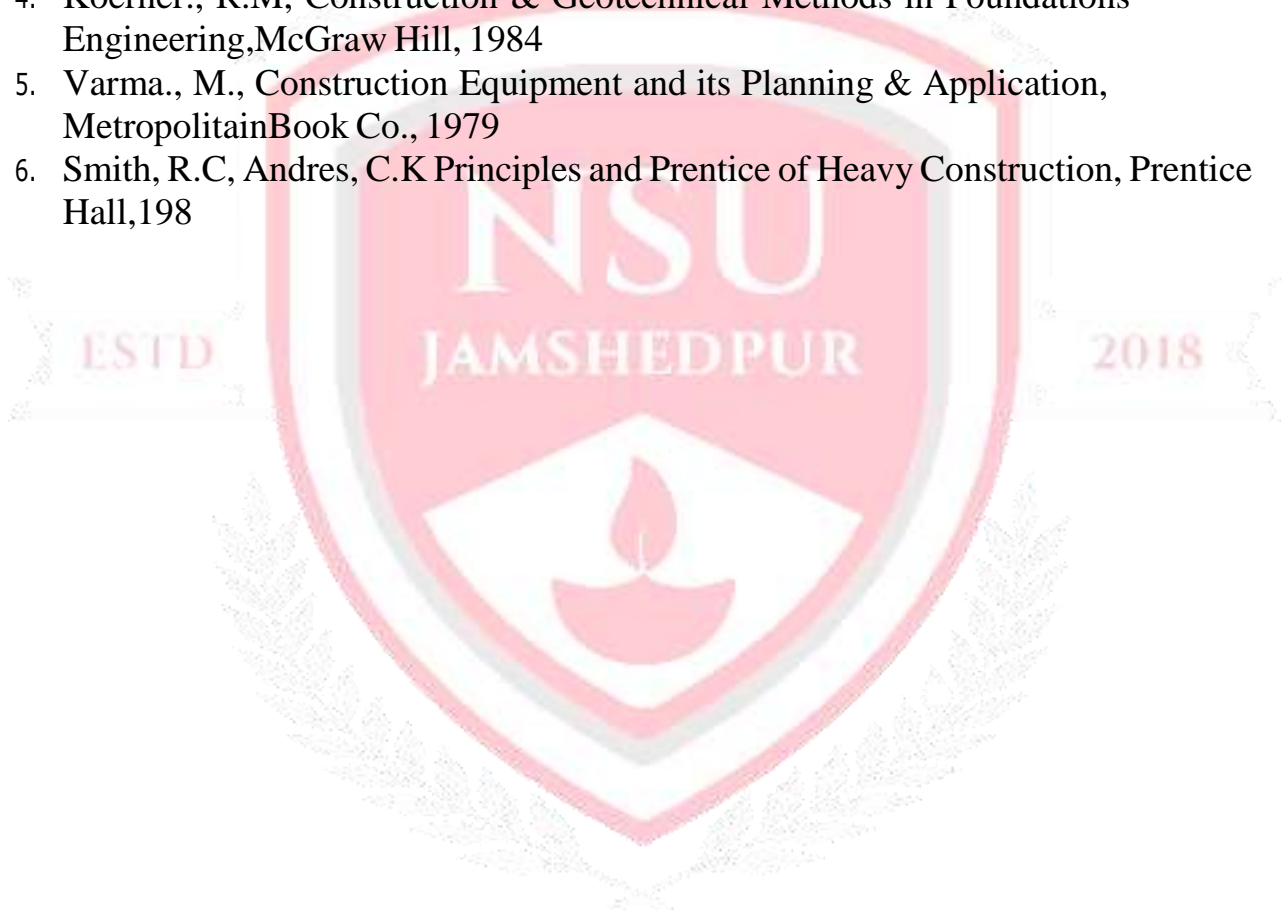 4. Koerner., R.M, Construction & Geotechnical Methods in Foundations
Engineering,McGraw Hill, 1984
5. Varma., M., Construction Equipment and its Planning & Application,
MetropolitainBook Co., 1979
6. Smith, R.C, Andres, C.K Principles and Prentice of Heavy Construction, Prentice
Hall,198
NSU
JAMSHEDPUR
ESTD
2018